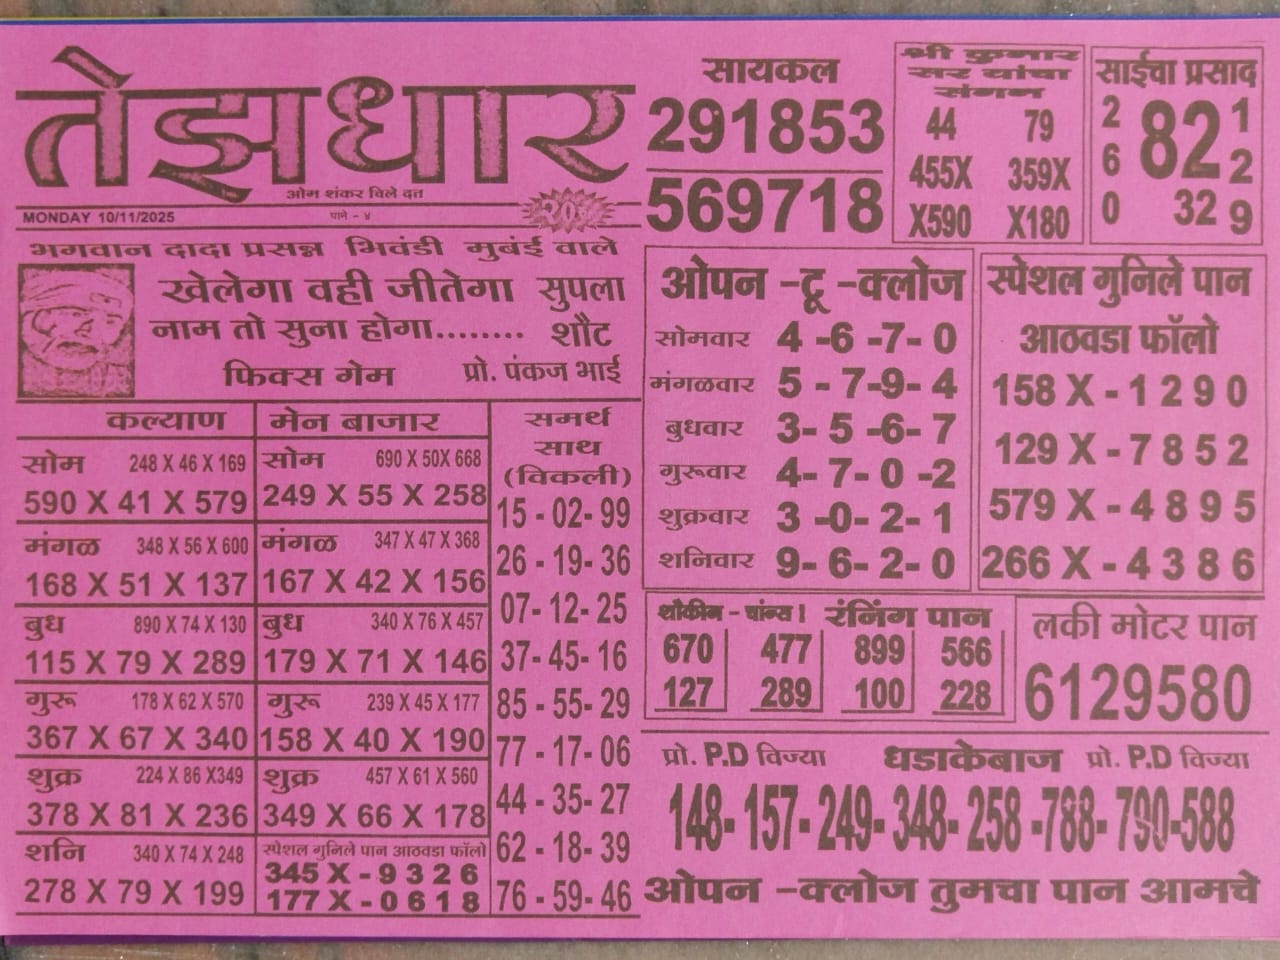 तेझधार
ओम शंकर विले दत्त
MONDAY 10/11/2025 पाने - ४
भगवान दादा प्रसन्न भिवंडी मुबंई वाले
खेलेगा वही जीतेगा सुपला
नाम तो सुना होगा........ शौट
फिक्स गेम प्रो. पंकज भाई
कल्याण
सोम 248 X 46 X 169
590 X 41 X 579
मंगळ 348 X 56 X 600
168 X 51 X 137
बुध 890 X 74 X 130
115 X 79 X 289
गुरू 178 X 62 X 570
367 X 67 X 340
शुक्र 224 X 86 X349
378 X 81 X 236
शनि 340 X 74 X 248
278 X 79 X 199
मेन बाजार
सोम 690 X 50X 668
249 X 55 X 258
मंगळ 347 X 47 X 368
167 X 42 X 156
बुध 340 X 76 X 457
179 X 71 X 146
गुरू 239 X 45 X 177
158 X 40 X 190
शुक्र 457 X 61 X 560
349 X 66 X 178
स्पेशल गुनिले पान आठवडा फॉलो
345 X - 9 3 2 6
177 X - 0 6 1 8
समर्थ
साथ
(विकली)
15 - 02- 99
26 - 19- 36
07- 12- 25
37- 45- 16
85 - 55- 29
77 - 17- 06
44 - 35- 27
62 - 18- 39
76 - 59- 46
सायकल
291853
569718
श्री कुमार
सर यांचा
संगम
44 79
455X 359X
X590 X180
साईचा प्रसाद
2 82 1
6 2
0 32 9
ओपन -टू -क्लोज
सोमवार 4 -6 -7- 0
मंगळवार 5 - 7-9- 4
बुधवार 3- 5 -6- 7
गुरूवार 4- 7- 0 -2
शुक्रवार 3 -0- 2- 1
शनिवार 9- 6- 2- 0
स्पेशल गुनिले पान
आठवडा फॉलो
158 X - 1 2 9 0
129 X - 7 8 5 2
579 X - 4 8 9 5
266 X - 4 3 8 6
रंनिंग पान
670 477 899 566
127 289 100 228
लकी मोटर पान
6129580
प्रो. P.D विज्या धडाकेबाज प्रो. P.D विज्या
148- 157- 249- 348- 258 -788- 790-588
ओपन -क्लोज तुमचा पान आमचे